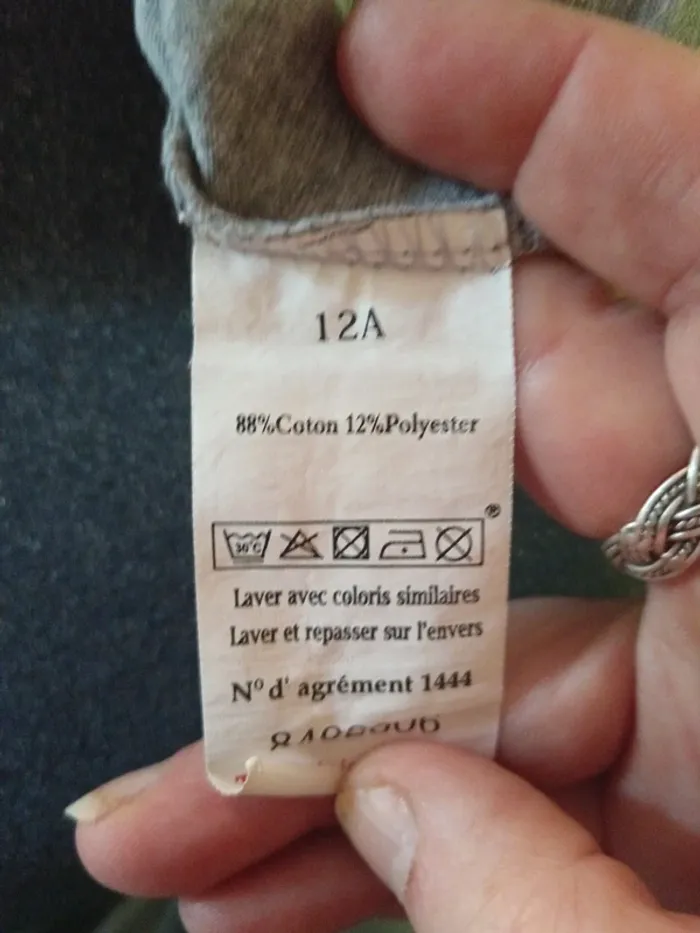 12A
88%Coton 12%Polyester
®
30°C
Laver avec coloris similaires
Laver et repasser sur l'envers
N° d' agrément 1444